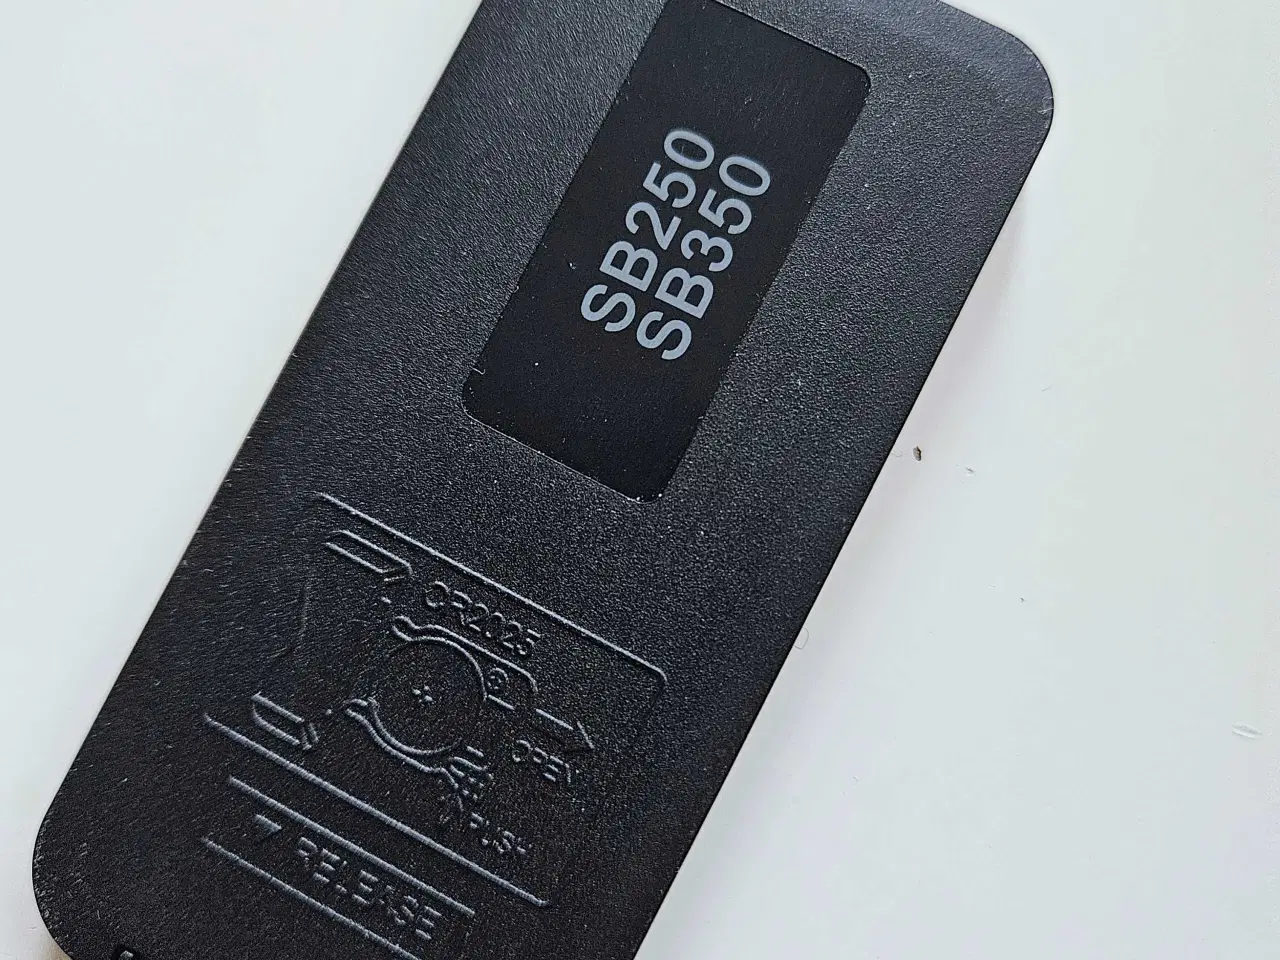 SB250
SB350
CR2025
OPEN
PUSH
RELEASE